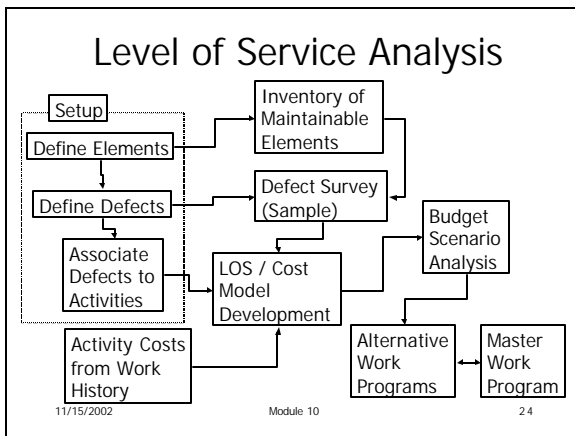 Level of Service Analysis
Setup
Define Elements
Define Defects
Associate
Defects to
Activities
Activity Costs
from Work
History
Inventory of
Maintainable
Elements
Defect Survey
(Sample)
LOS / Cost
Model
Development
Budget
Scenario
Analysis
Alternative
Work
Programs
Master
Work
Program
11/15/2002
Module 10
24